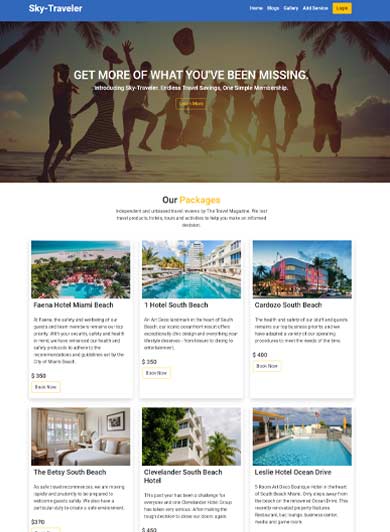 Sky-Traveler
Home Blogs Gallery Add Service Login
GET MORE OF WHAT YOU'VE BEEN MISSING.
Introducing Sky-Traveler. Endless Travel Savings, One Simple Membership.
Learn More
Our Packages
Independent and unbiased travel reviews by The Travel Magazine. We test
travel products, hotels, tours and activities to help you make an informed
decision.
Faena Hotel Miami Beach
At Faena, the safety and wellbeing of our
guests and team members remains our top
priority. With your security, safety and health
in mind, we have enhanced our health and
safety protocols to adhere to the
recommendations and guidelines set by the
City of Miami Beach.
$ 350
Book Now
1 Hotel South Beach
An Art Deco landmark in the heart of South
Beach, our iconic oceanfront resort offers
exceptionally chic design and everything near
lifestyle deserves - from leisure to dining to
entertainment.
$ 350
Book Now
Cardozo South Beach
The health and safety of our staff and guests
remains our top business priority and we
have adopted a variety of our operating
procedures to meet the needs of the time.
$ 400
Book Now
The Betsy South Beach
As safe travel recommences, we are moving
rapidly and prudently to be prepared to
welcome guests safely. We also have a
particular duty to create a safe environment.
$370
Clevelander South Beach
Hotel
This past year has been a challenge for
everyone and one Clevelander Hotel Group
has taken very serious. After making the
tough decision to close our doors again.
$ 450
Leslie Hotel Ocean Drive
5 Room Art Deco Boutique Hotel in the heart
of South Beach Miami. Only steps away from
the beach on the renowned Ocean Drive. This
recently renovated property features
Restaurant, bar, lounge, business center,
media and game room.